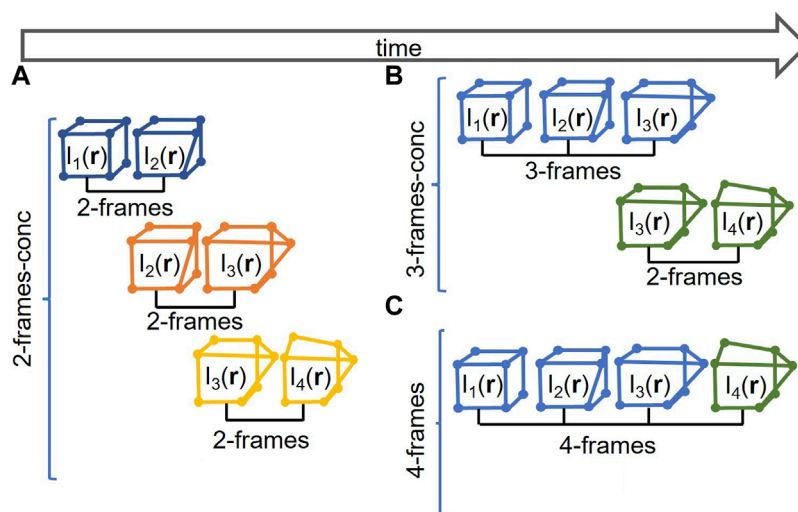 time
A
I₁(r) I₂(r)
2-frames
I₂(r) I₃(r)
2-frames
I₃(r) I₄(r)
2-frames
2-frames-conc
B
I₁(r) I₂(r) I₃(r)
3-frames
I₃(r) I₄(r)
2-frames
3-frames-conc
C
I₁(r) I₂(r) I₃(r) I₄(r)
4-frames
4-frames